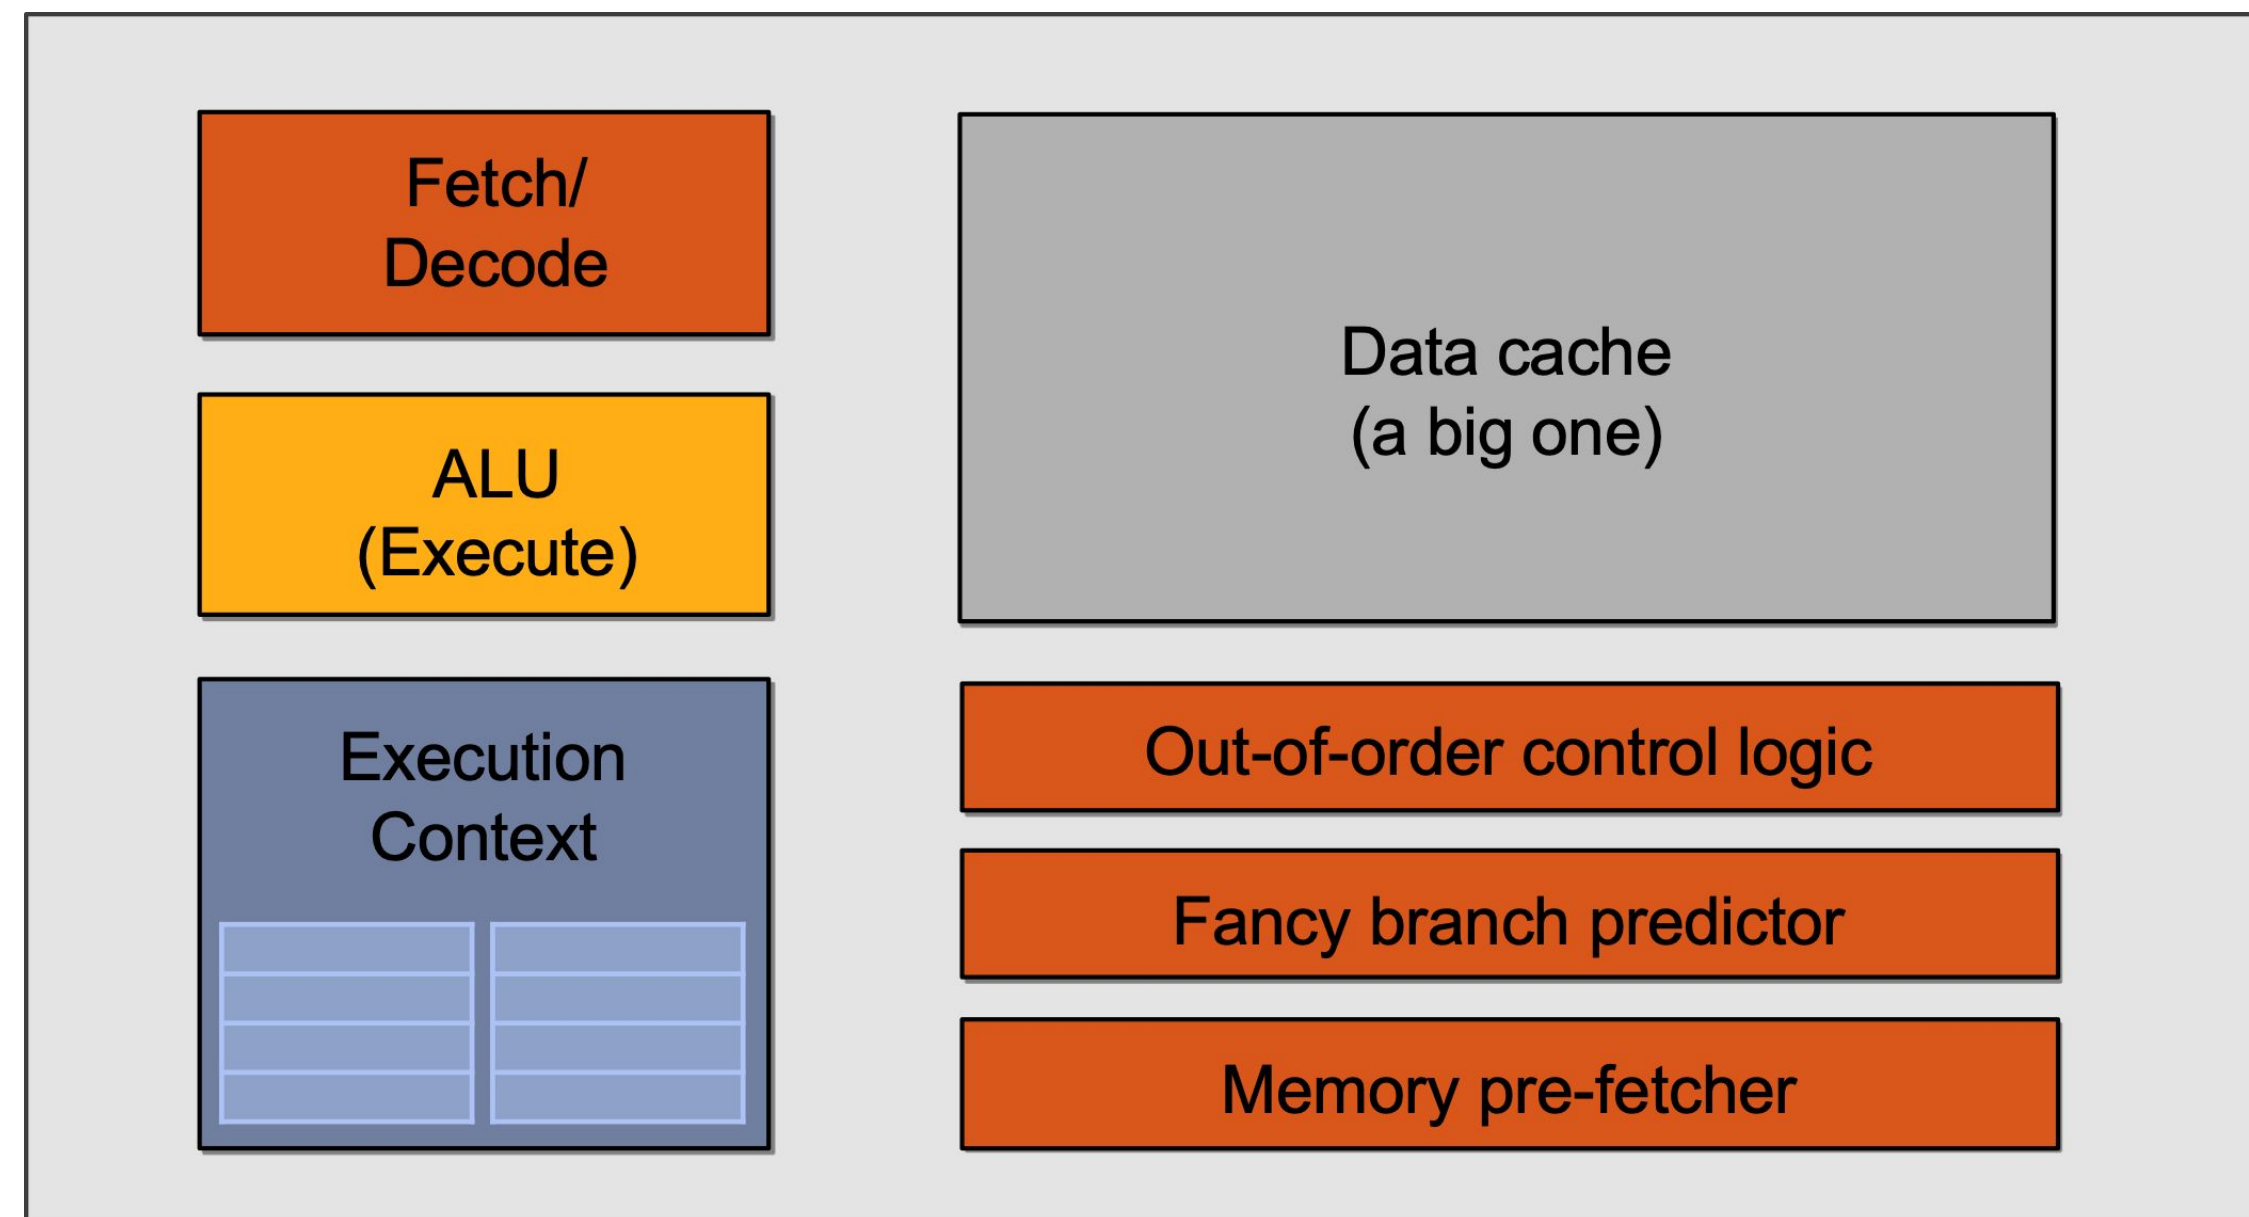 Fetch/
Decode
ALU
(Execute)
Execution
Context
Data cache
(a big one)
Out-of-order control logic
Fancy branch predictor
Memory pre-fetcher